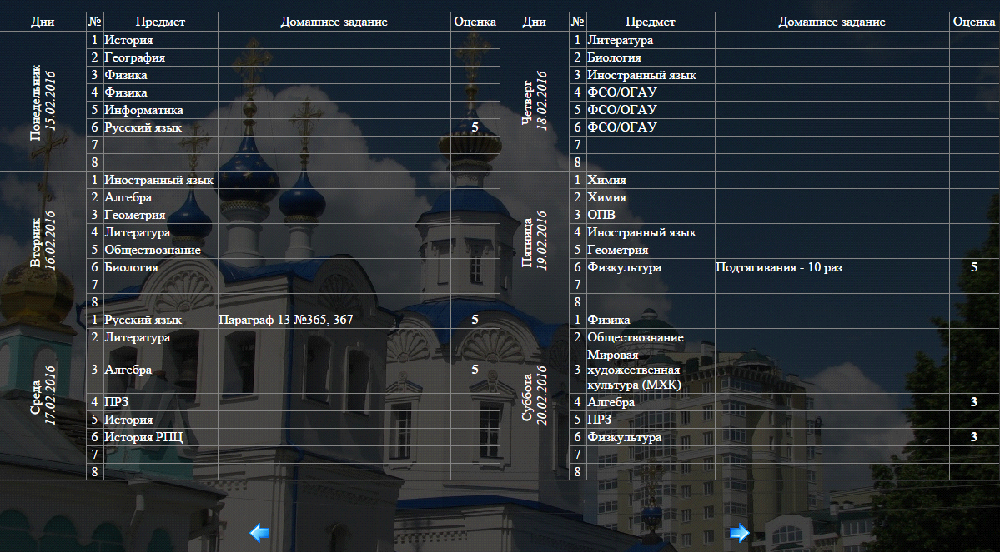 Дни № Предмет Домашнее задание Оценка
Понедельник
15.02.2016
1 История
2 География
3 Физика
4 Физика
5 Информатика
6 Русский язык 5
7
8
Вторник
16.02.2016
1 Иностранный язык
2 Алгебра
3 Геометрия
4 Литература
5 Обществознание
6 Биология
7
8
Среда
17.02.2016
1 Русский язык Параграф 13 №365, 367 5
2 Литература
3 Алгебра 5
4 ПРЗ
5 История
6 История РПЦ
7
8
Дни № Предмет Домашнее задание Оценка
Четверг
18.02.2016
1 Литература
2 Биология
3 Иностранный язык
4 ФСО/ОГАУ
5 ФСО/ОГАУ
6 ФСО/ОГАУ
7
8
Пятница
19.02.2016
1 Химия
2 Химия
3 ОПВ
4 Иностранный язык
5 Геометрия
6 Физкультура Подтягивания - 10 раз 5
7
8
Суббота
20.02.2016
1 Физика
2 Обществознание
Мировая
3 художественная
культура (МХК)
4 Алгебра 3
5 ПРЗ
6 Физкультура 3
7
8